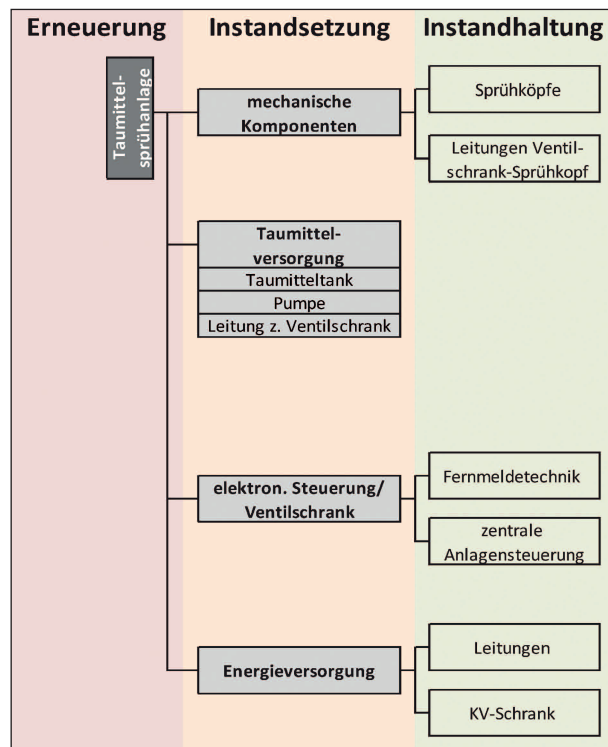 Erneuerung
Instandsetzung
Instandhaltung
Taumittel-
sprühanlage
mechanische
Komponenten
Sprühköpfe
Leitungen Ventil-
schrank-Sprühkopf
Taumittel-
versorgung
Taumitteltank
Pumpe
Leitung z. Ventilschrank
elektron. Steuerung/
Ventilschrank
Fernmeldetechnik
zentrale
Anlagensteuerung
Energieversorgung
Leitungen
KV-Schrank